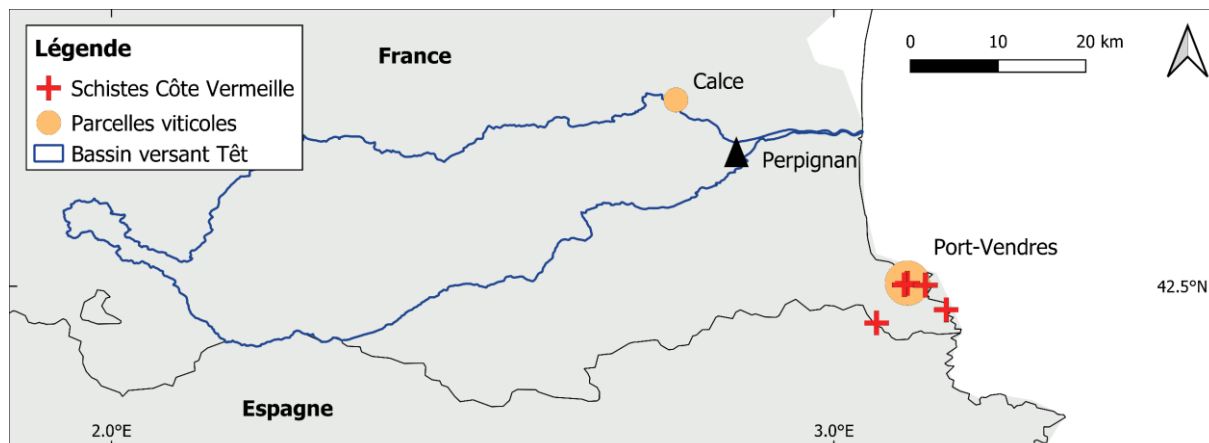 Légende
Schistes Côte Vermeille
Parcelles viticoles
Bassin versant Têt
France
0 10 20 km
Calce
Perpignan
Port-Vendres
42.5°N
Espagne
2.0°E
3.0°E